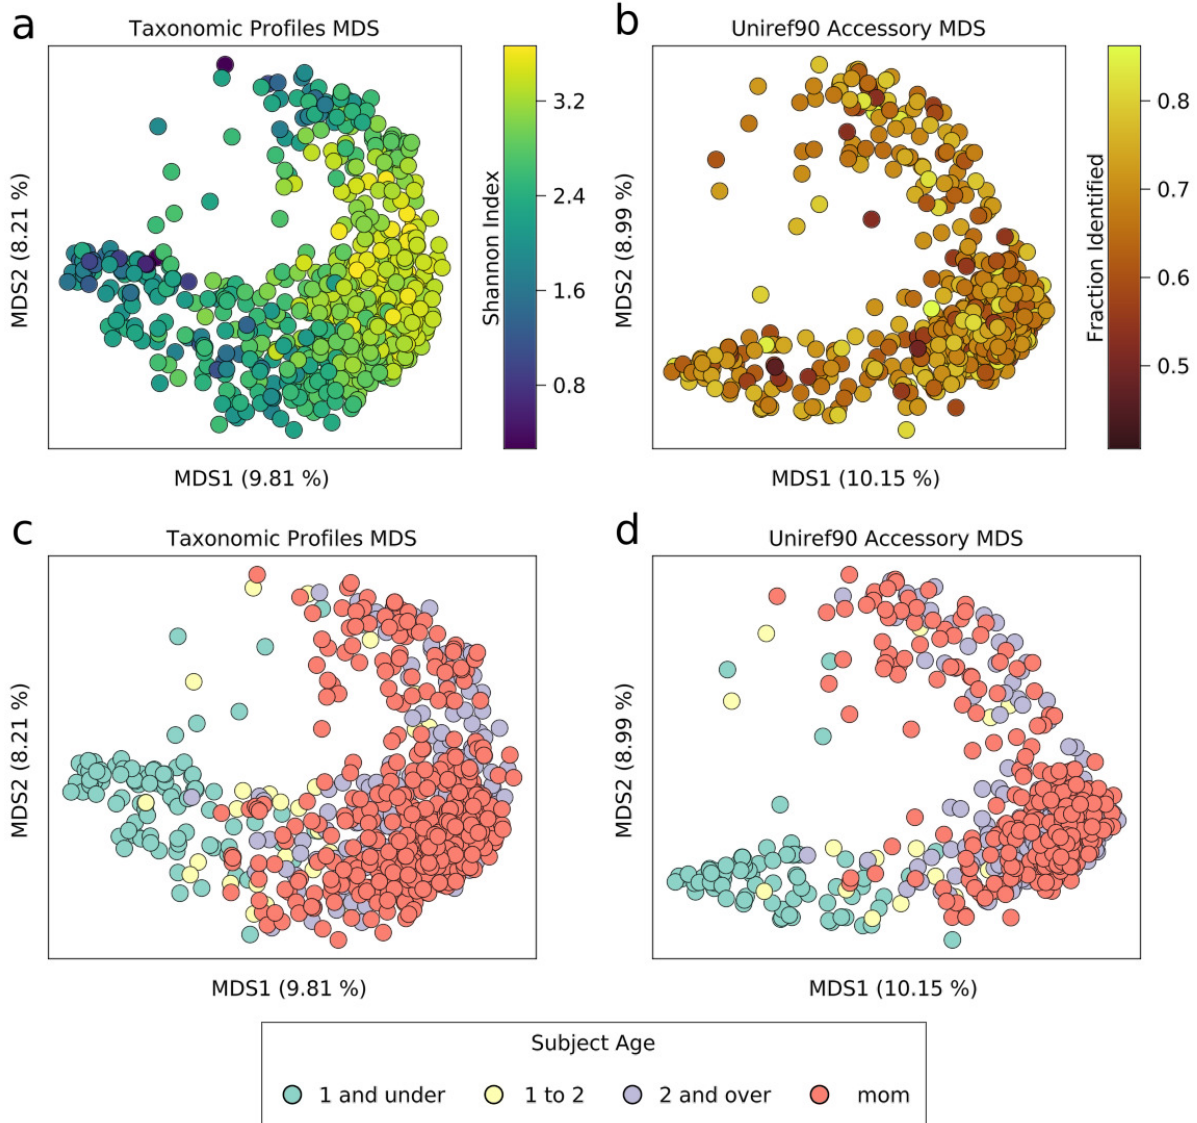 a
Taxonomic Profiles MDS
MDS2 (8.21 %)
MDS1 (9.81 %)
3.2
2.4
1.6
0.8
Shannon Index
b
Uniref90 Accessory MDS
MDS2 (8.99 %)
MDS1 (10.15 %)
0.8
0.7
0.6
0.5
Fraction Identified
c
Taxonomic Profiles MDS
MDS2 (8.21 %)
MDS1 (9.81 %)
d
Uniref90 Accessory MDS
MDS2 (8.99 %)
MDS1 (10.15 %)
Subject Age
1 and under 1 to 2 2 and over mom